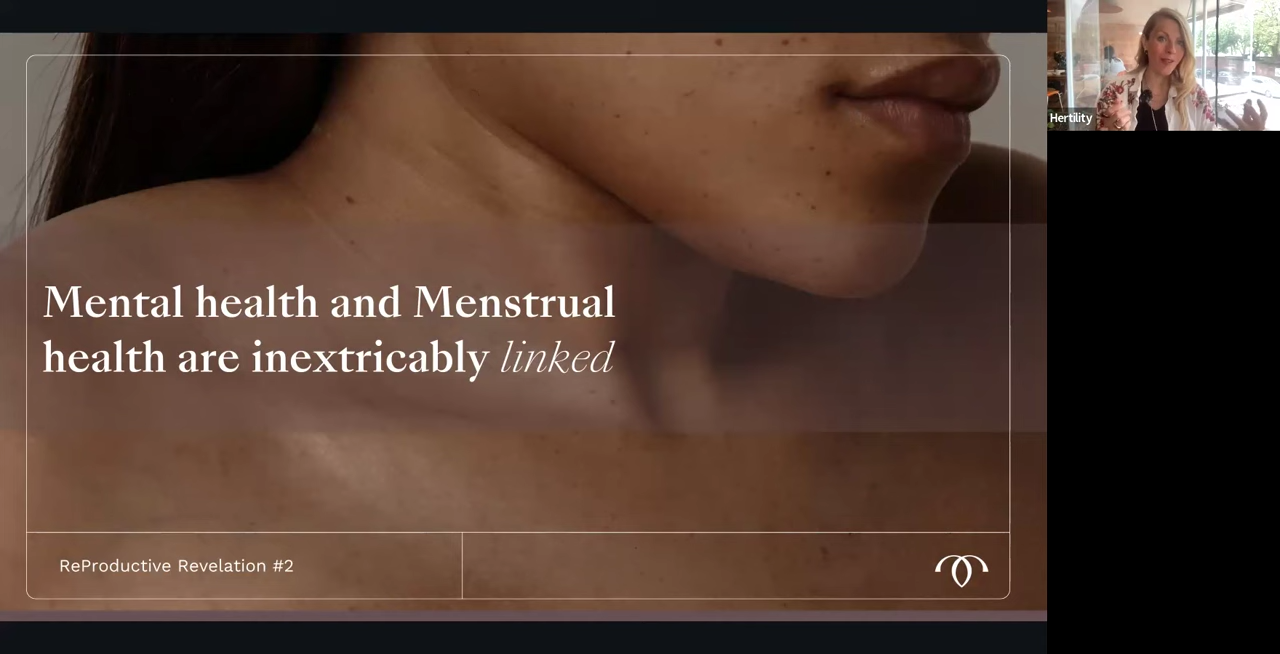 Mental health and Menstrual
health are inextricably linked
ReProductive Revelation #2
Hertility